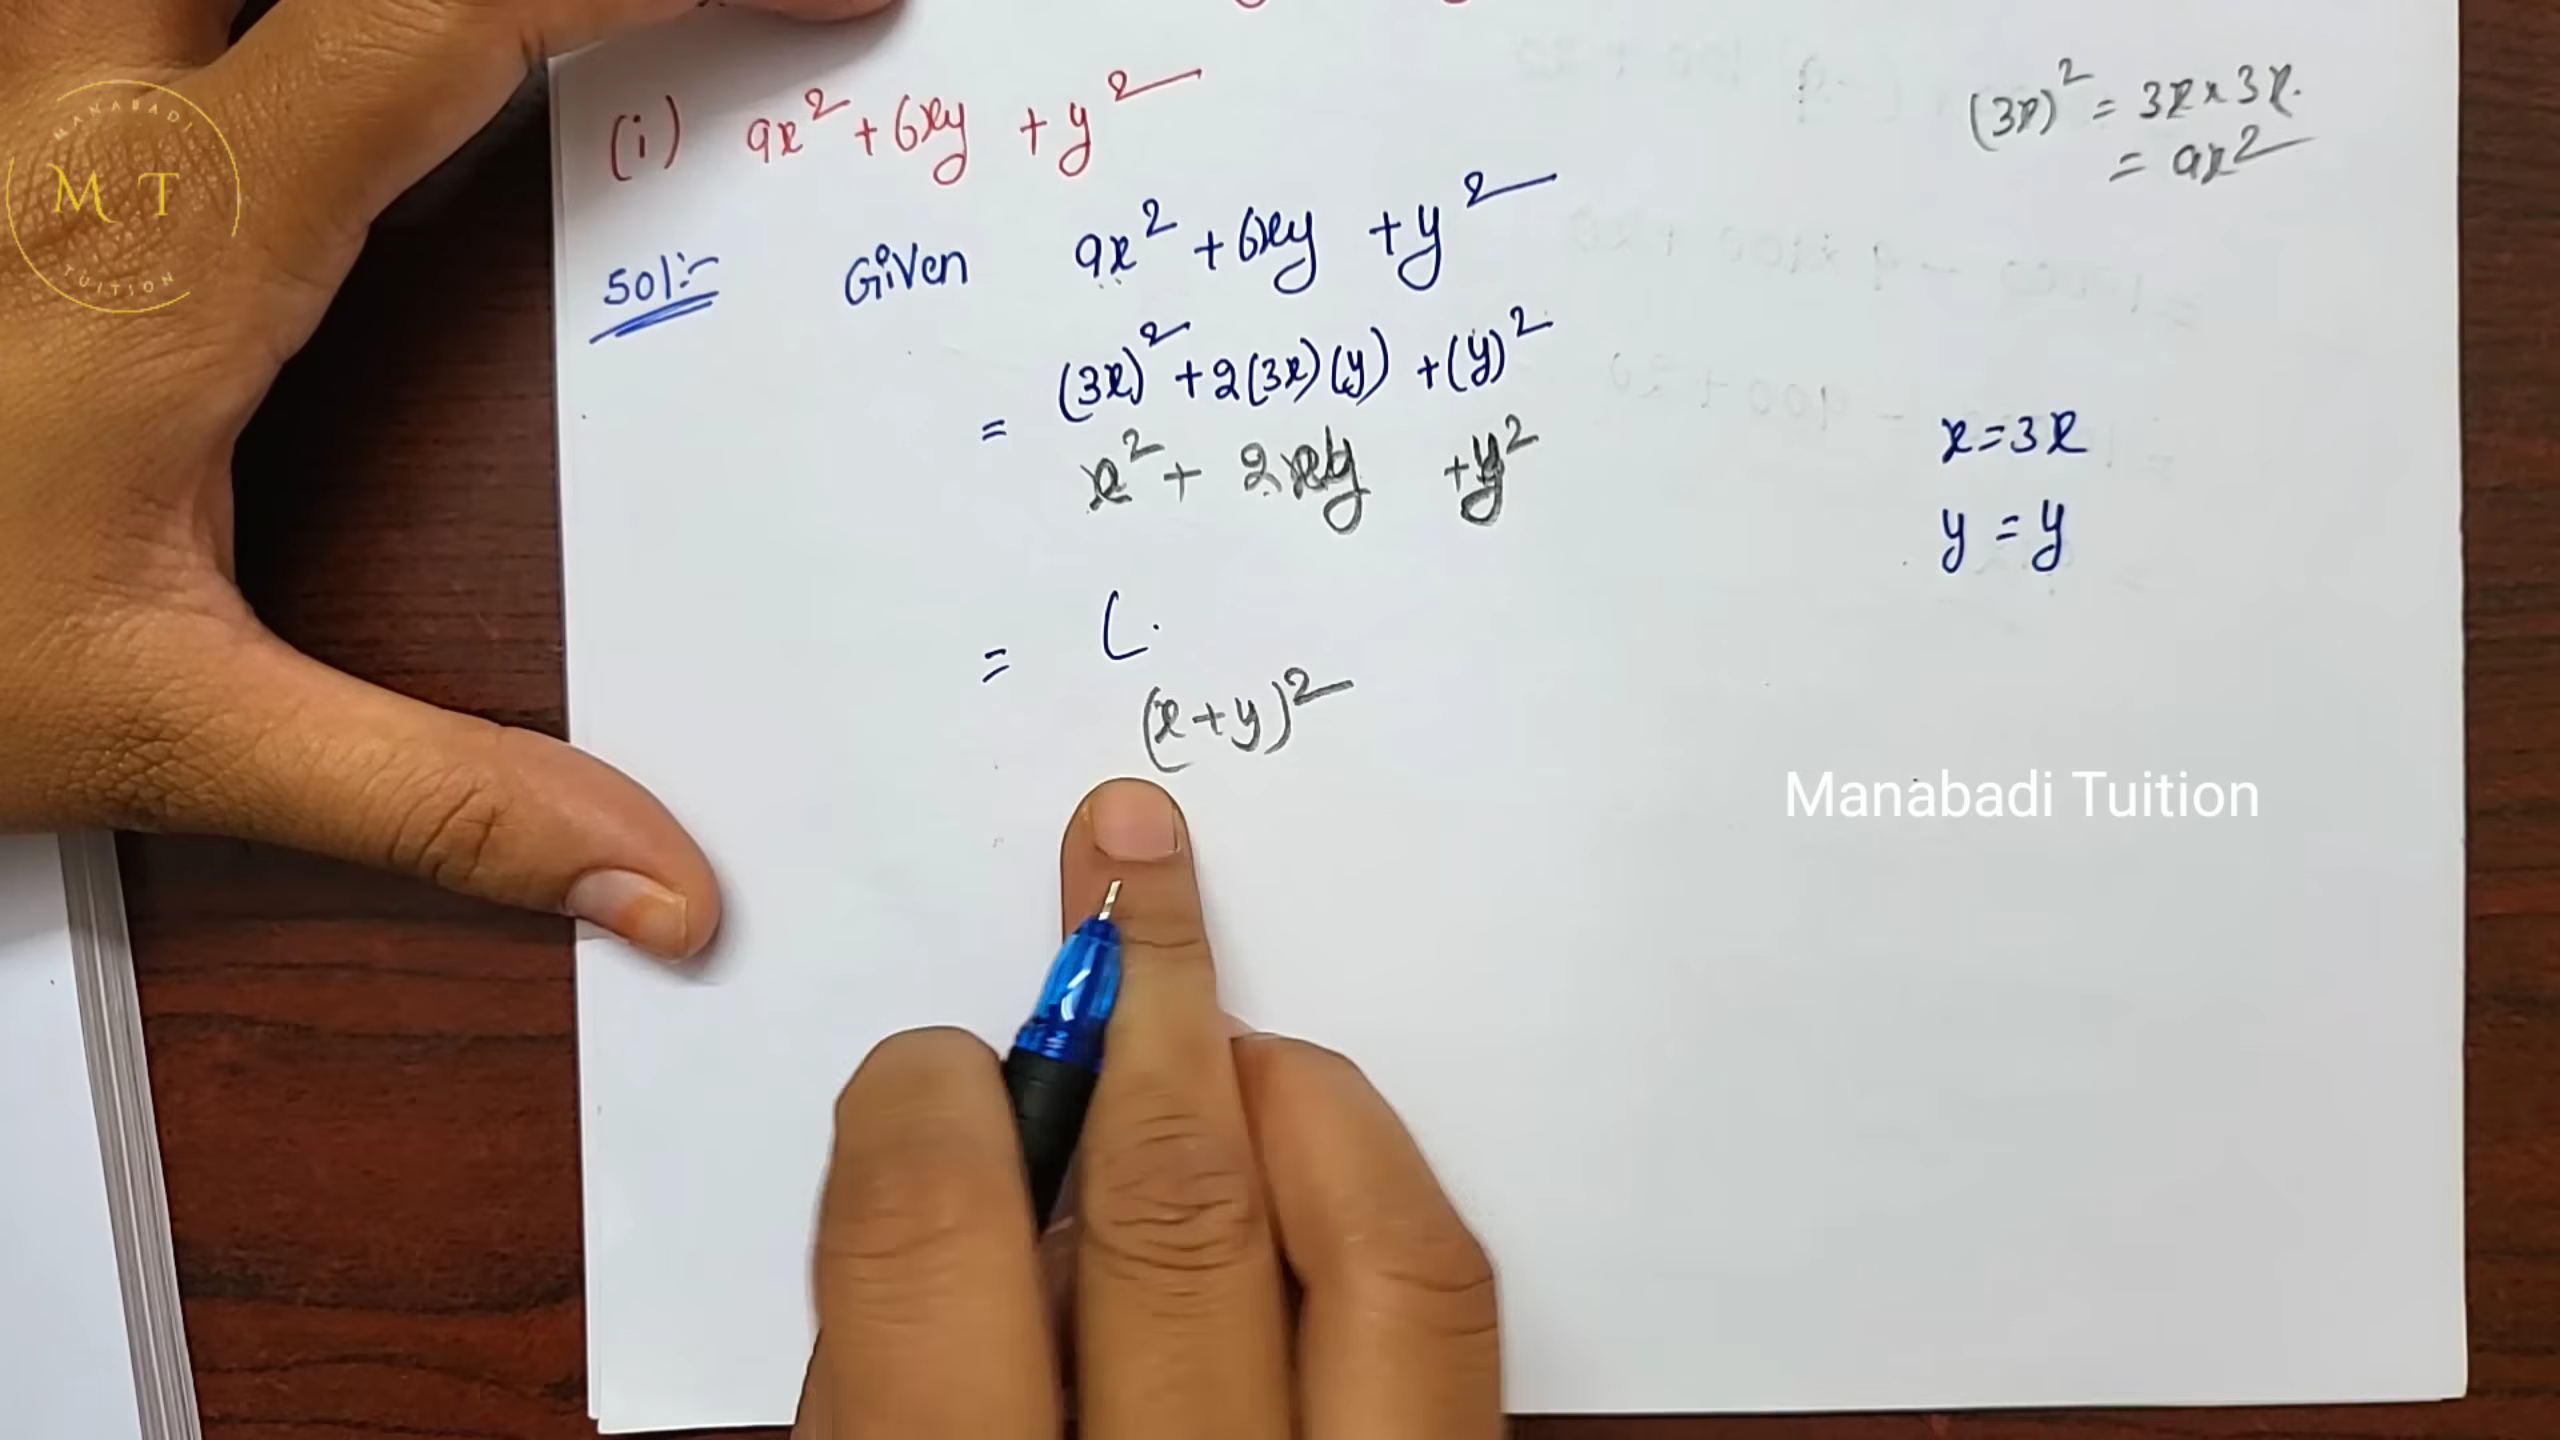 (i) 9x² + 6xy + y²
(3x)² = 3x × 3x.
= 9x²
Sol:- Given 9x² + 6xy + y²
= (3x)² + 2(3x)(y) + (y)²
x² + 2xy + y²
x = 3x
y = y
= (.
(x+y)²
Manabadi Tuition
MANABADI
M T
TUITION